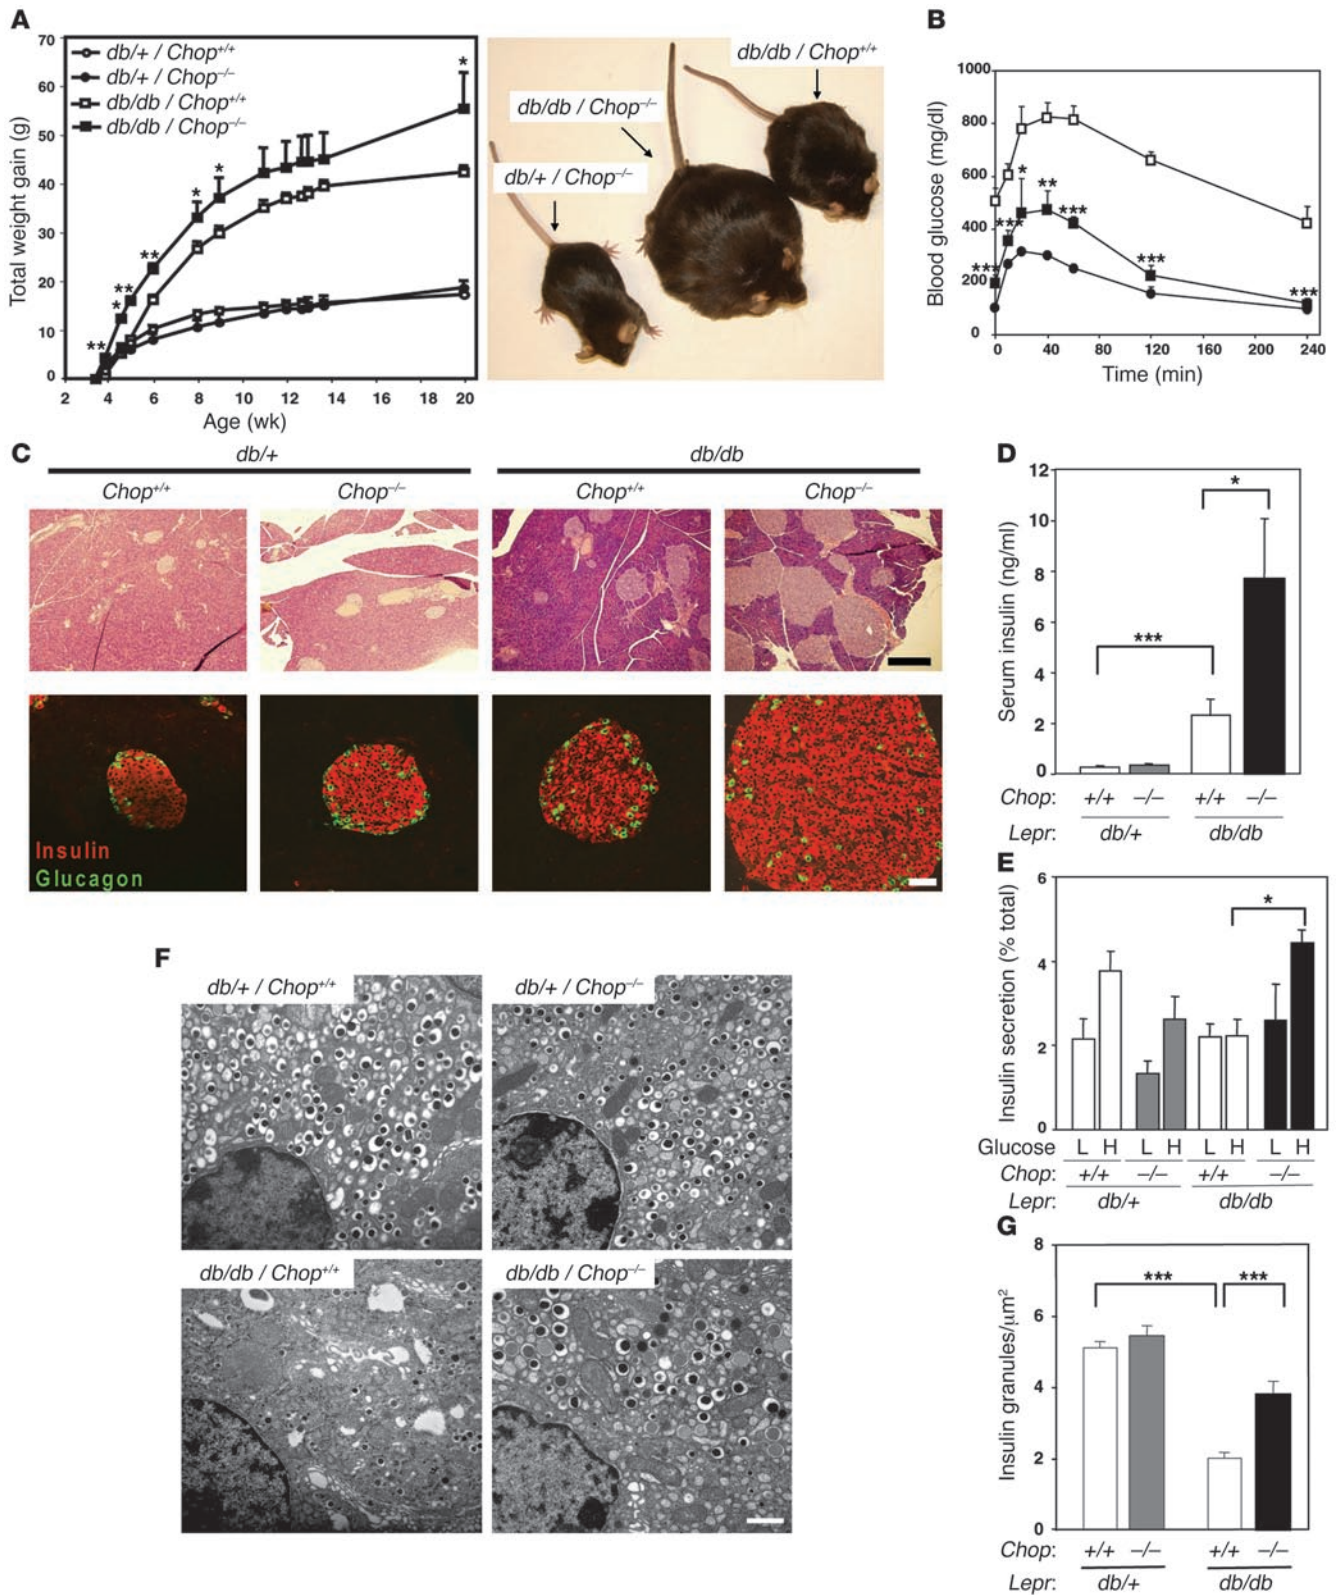 A
70
60
50
40
30
20
10
0
Total weight gain (g)
db/+ / Chop+/+
db/+ / Chop–/–
db/db / Chop+/+
db/db / Chop–/–
** * ** ** * * *
2 4 6 8 10 12 14 16 18 20
Age (wk)
db/db / Chop+/+
db/db / Chop–/–
db/+ / Chop–/–
B
1000
800
600
400
200
0
Blood glucose (mg/dl)
*** *** * ** *** *** ***
0 40 80 120 160 200 240
Time (min)
C
db/+ db/db
Chop+/+ Chop–/– Chop+/+ Chop–/–
Insulin
Glucagon
D
12
10
8
6
4
2
0
Serum insulin (ng/ml)
*** *
Chop: +/+ –/– +/+ –/–
Lepr: db/+ db/db
E
6
4
2
0
Insulin secretion (% total)
*
Glucose L H L H L H L H
Chop: +/+ –/– +/+ –/–
Lepr: db/+ db/db
F
db/+ / Chop+/+
db/+ / Chop–/–
db/db / Chop+/+
db/db / Chop–/–
G
8
6
4
2
0
Insulin granules/μm²
*** ***
Chop: +/+ –/– +/+ –/–
Lepr: db/+ db/db